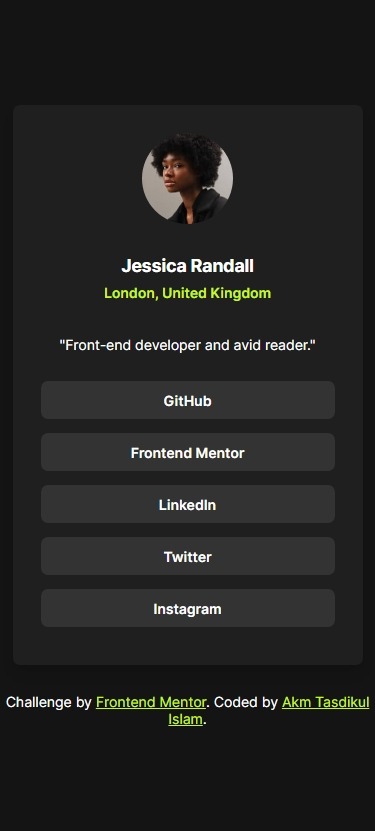 Jessica Randall
London, United Kingdom
"Front-end developer and avid reader."
GitHub
Frontend Mentor
LinkedIn
Twitter
Instagram
Challenge by Frontend Mentor. Coded by Akm Tasdikul
Islam.